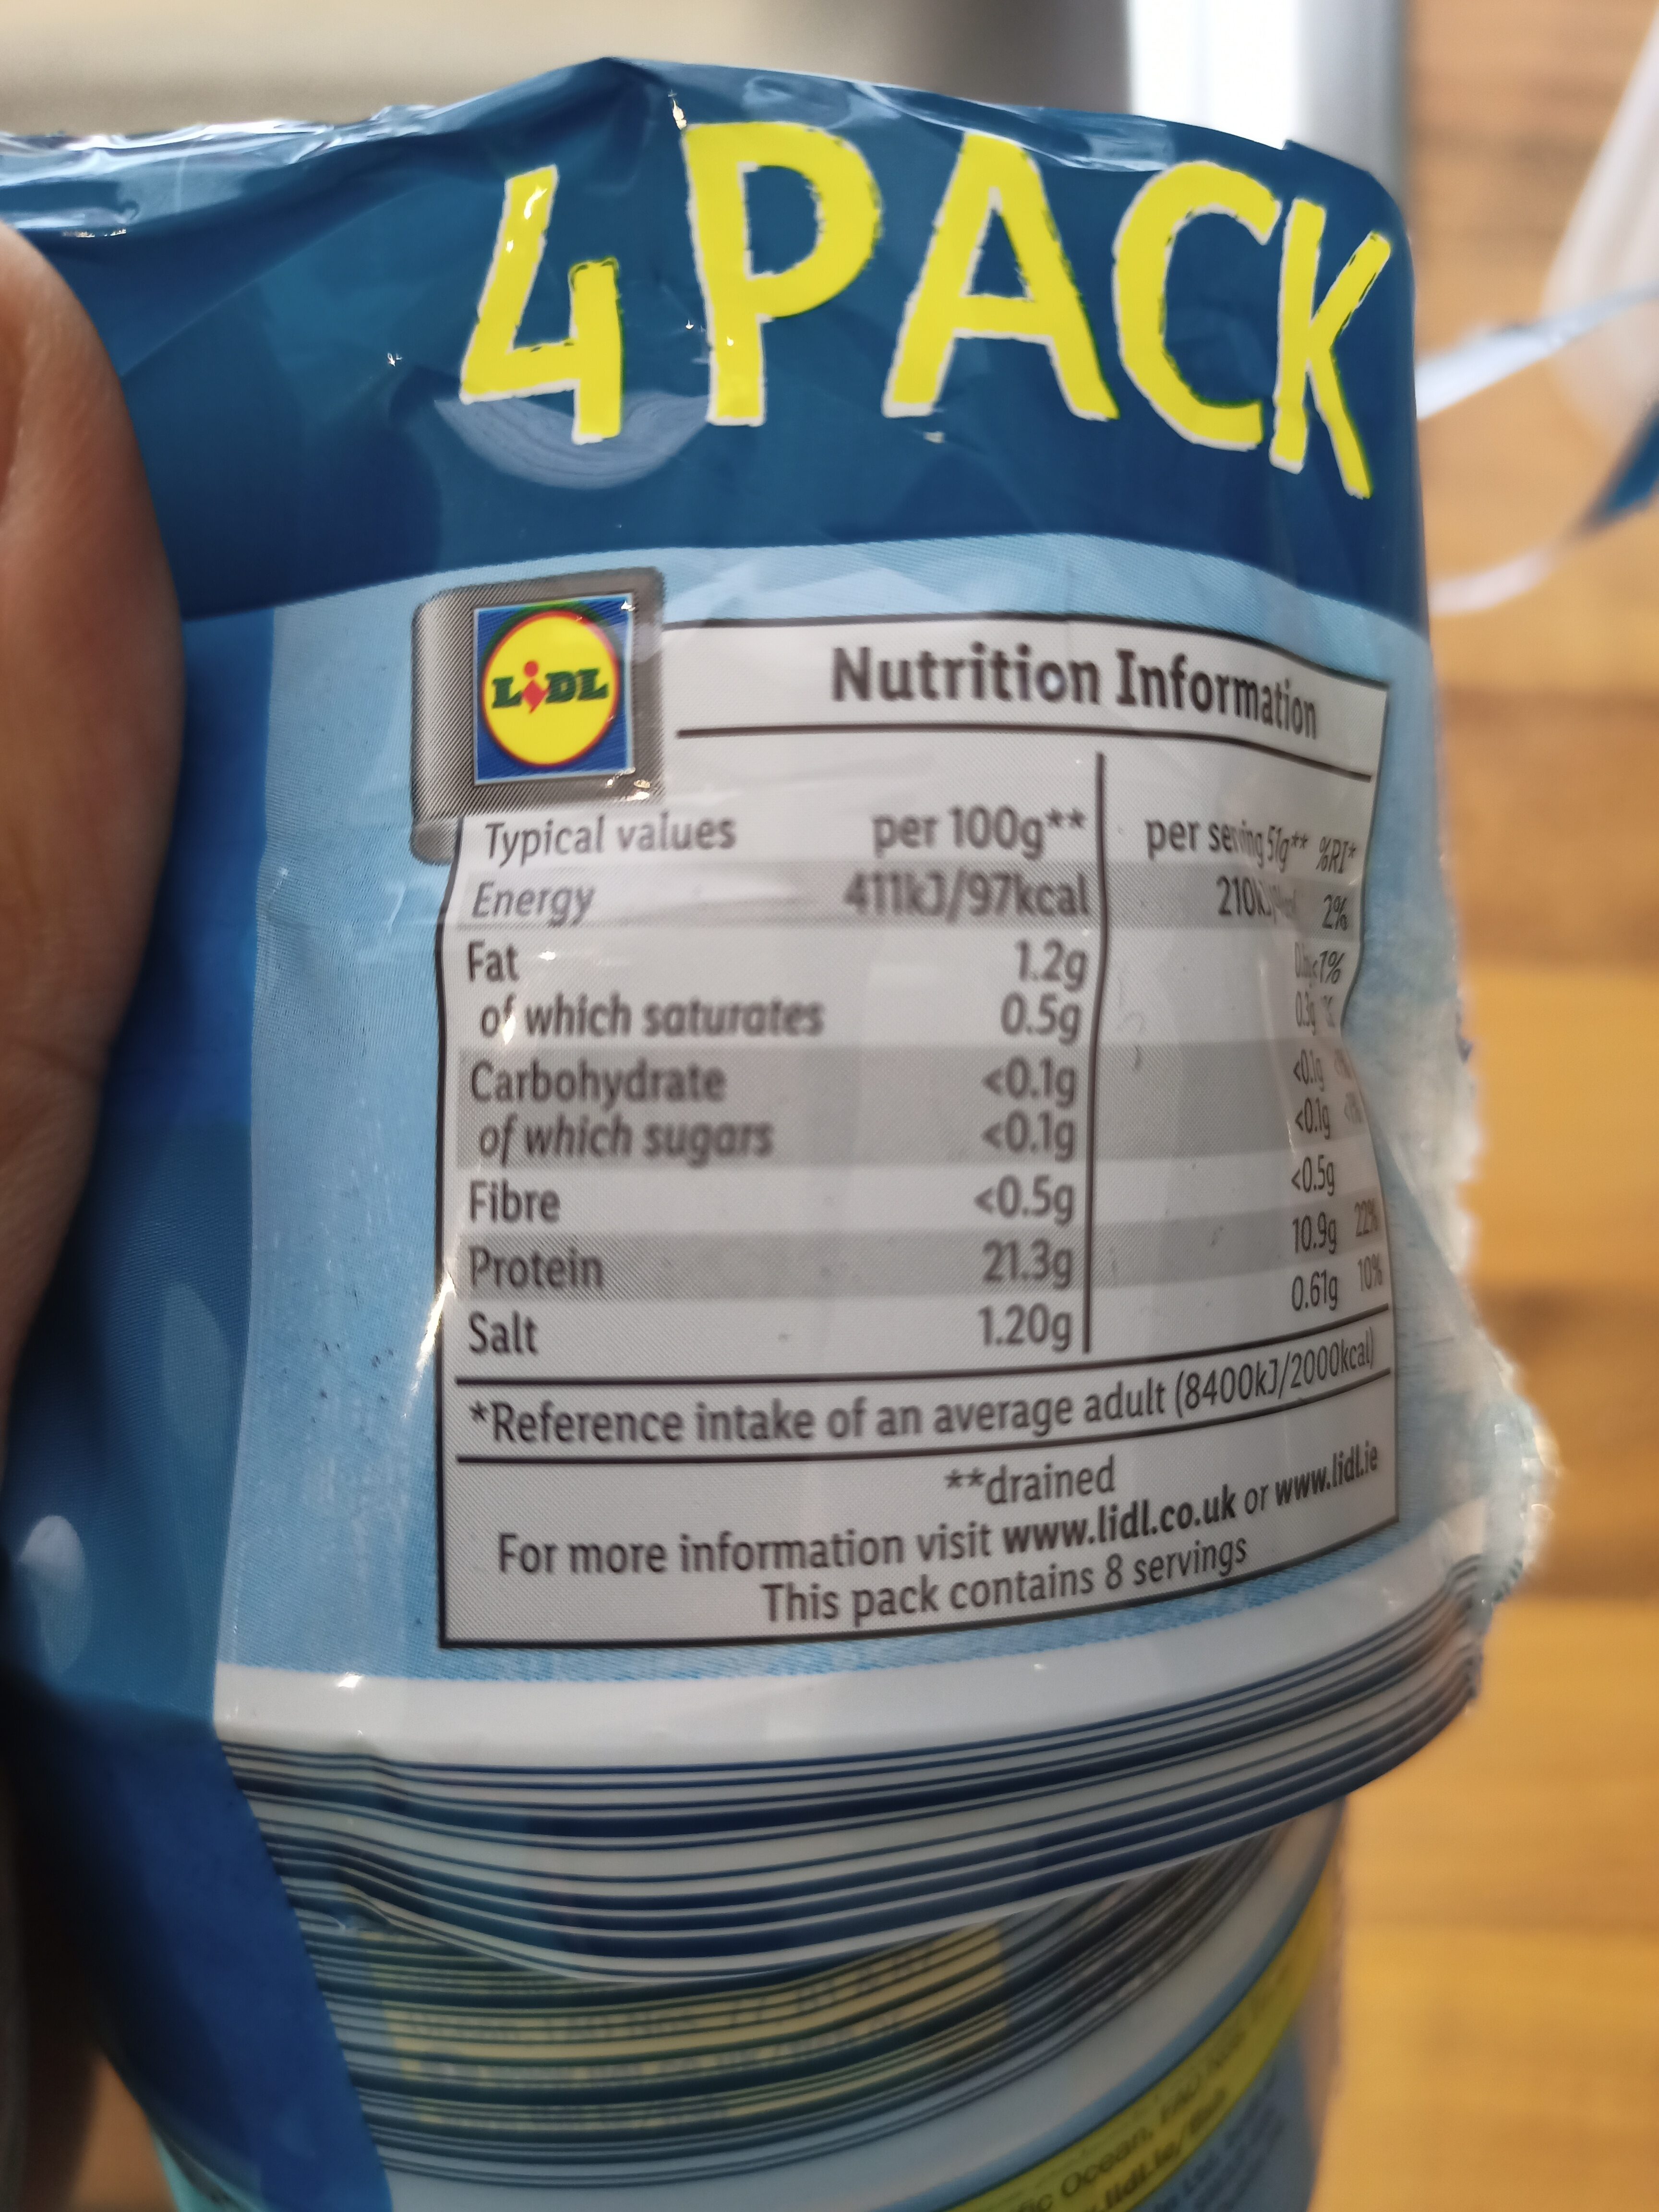 4 PACK
LiDL
Nutrition Information
Typical values per 100g** per serving 51g** %RI*
Energy 411kJ/97kcal 2%
Fat 1.2g <1%
of which saturates 0.5g 0.3g
Carbohydrate <0.1g <0.1g
of which sugars <0.1g <0.1g
Fibre <0.5g <0.5g
Protein 21.3g 10.9g 22%
Salt 1.20g 0.61g 10%
*Reference intake of an average adult (8400kJ/2000kcal)
**drained
For more information visit www.lidl.co.uk or www.lidl.ie
This pack contains 8 servings
Ocean,